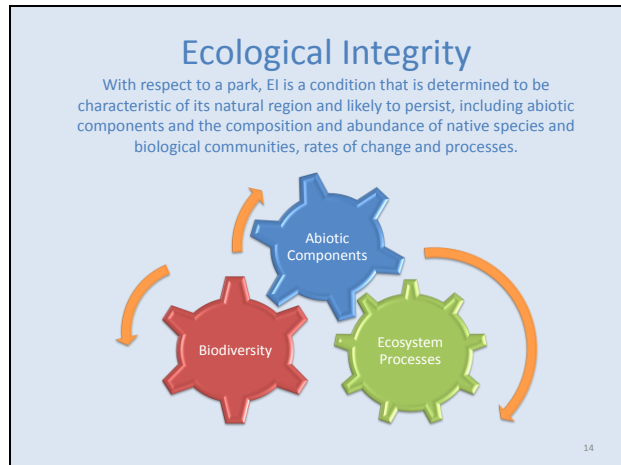 Ecological Integrity
With respect to a park, EI is a condition that is determined to be
characteristic of its natural region and likely to persist, including abiotic
components and the composition and abundance of native species and
biological communities, rates of change and processes.
Abiotic
Components
Biodiversity
Ecosystem
Processes
14